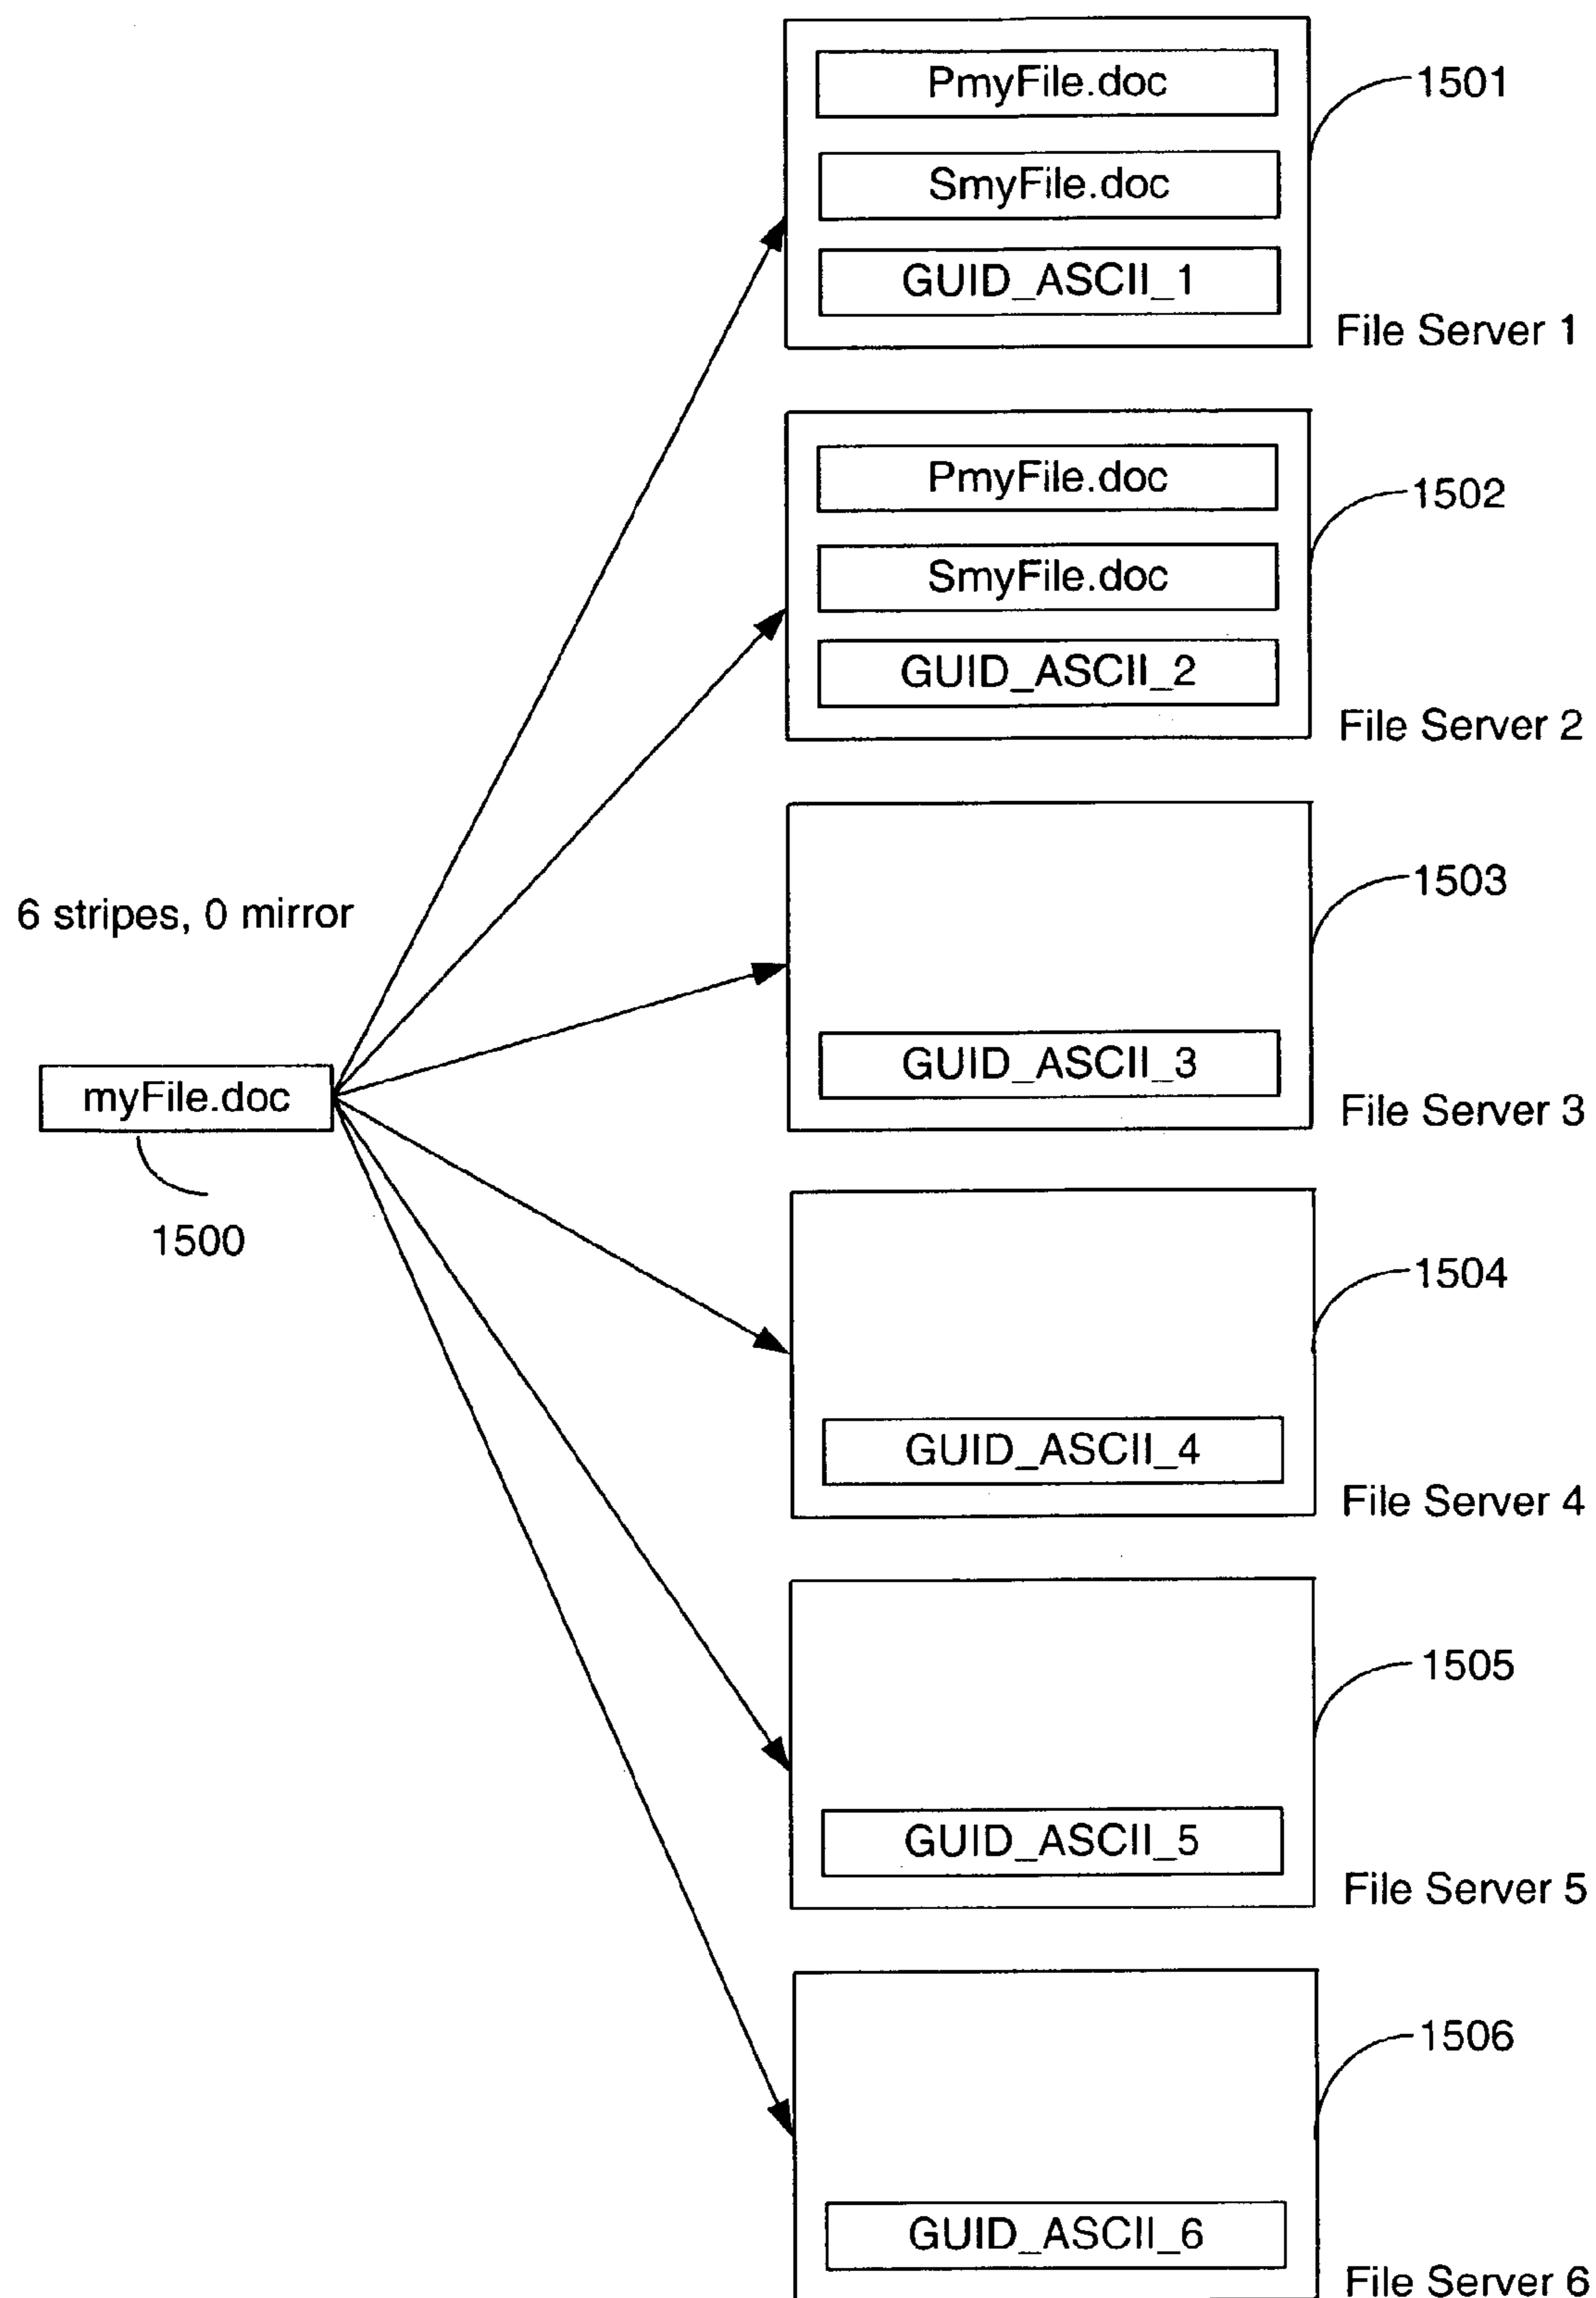 PmyFile.doc
1501
SmyFile.doc
GUID_ASCII_1
File Server 1
PmyFile.doc
1502
SmyFile.doc
GUID_ASCII_2
File Server 2
1503
6 stripes, 0 mirror
GUID_ASCII_3
myFile.doc
File Server 3
1500
1504
GUID_ASCII_4
File Server 4
1505
GUID_ASCII_5
File Server 5
1506
GUID_ASCII_6
File Server 6